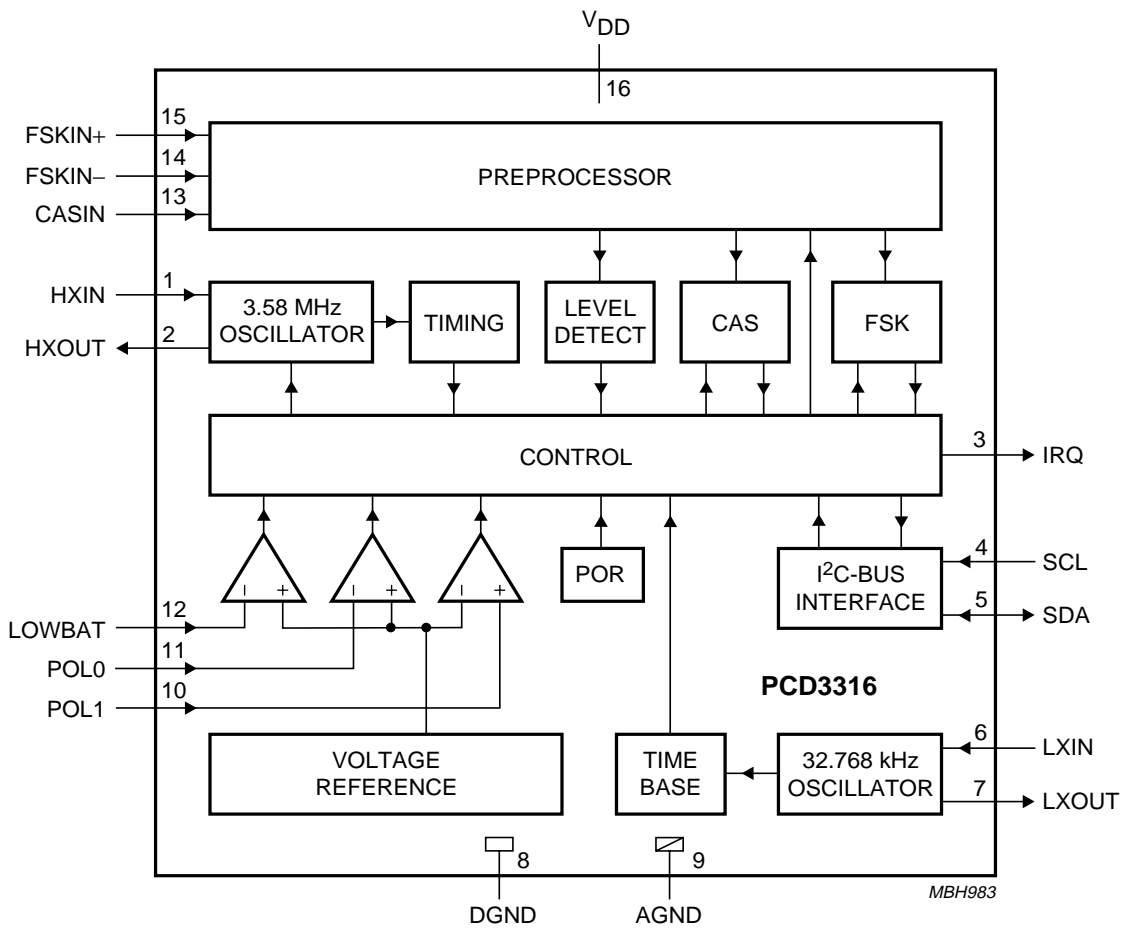 VDD
16
15
FSKIN+
14
FSKIN−
13
CASIN
PREPROCESSOR
1
HXIN
2
HXOUT
3.58 MHz
OSCILLATOR
TIMING
LEVEL
DETECT
CAS
FSK
CONTROL
3
IRQ
− + − + − +
POR
I²C-BUS
INTERFACE
4
SCL
5
SDA
12
LOWBAT
11
POL0
10
POL1
PCD3316
VOLTAGE
REFERENCE
TIME
BASE
32.768 kHz
OSCILLATOR
6
LXIN
7
LXOUT
8
DGND
9
AGND
MBH983